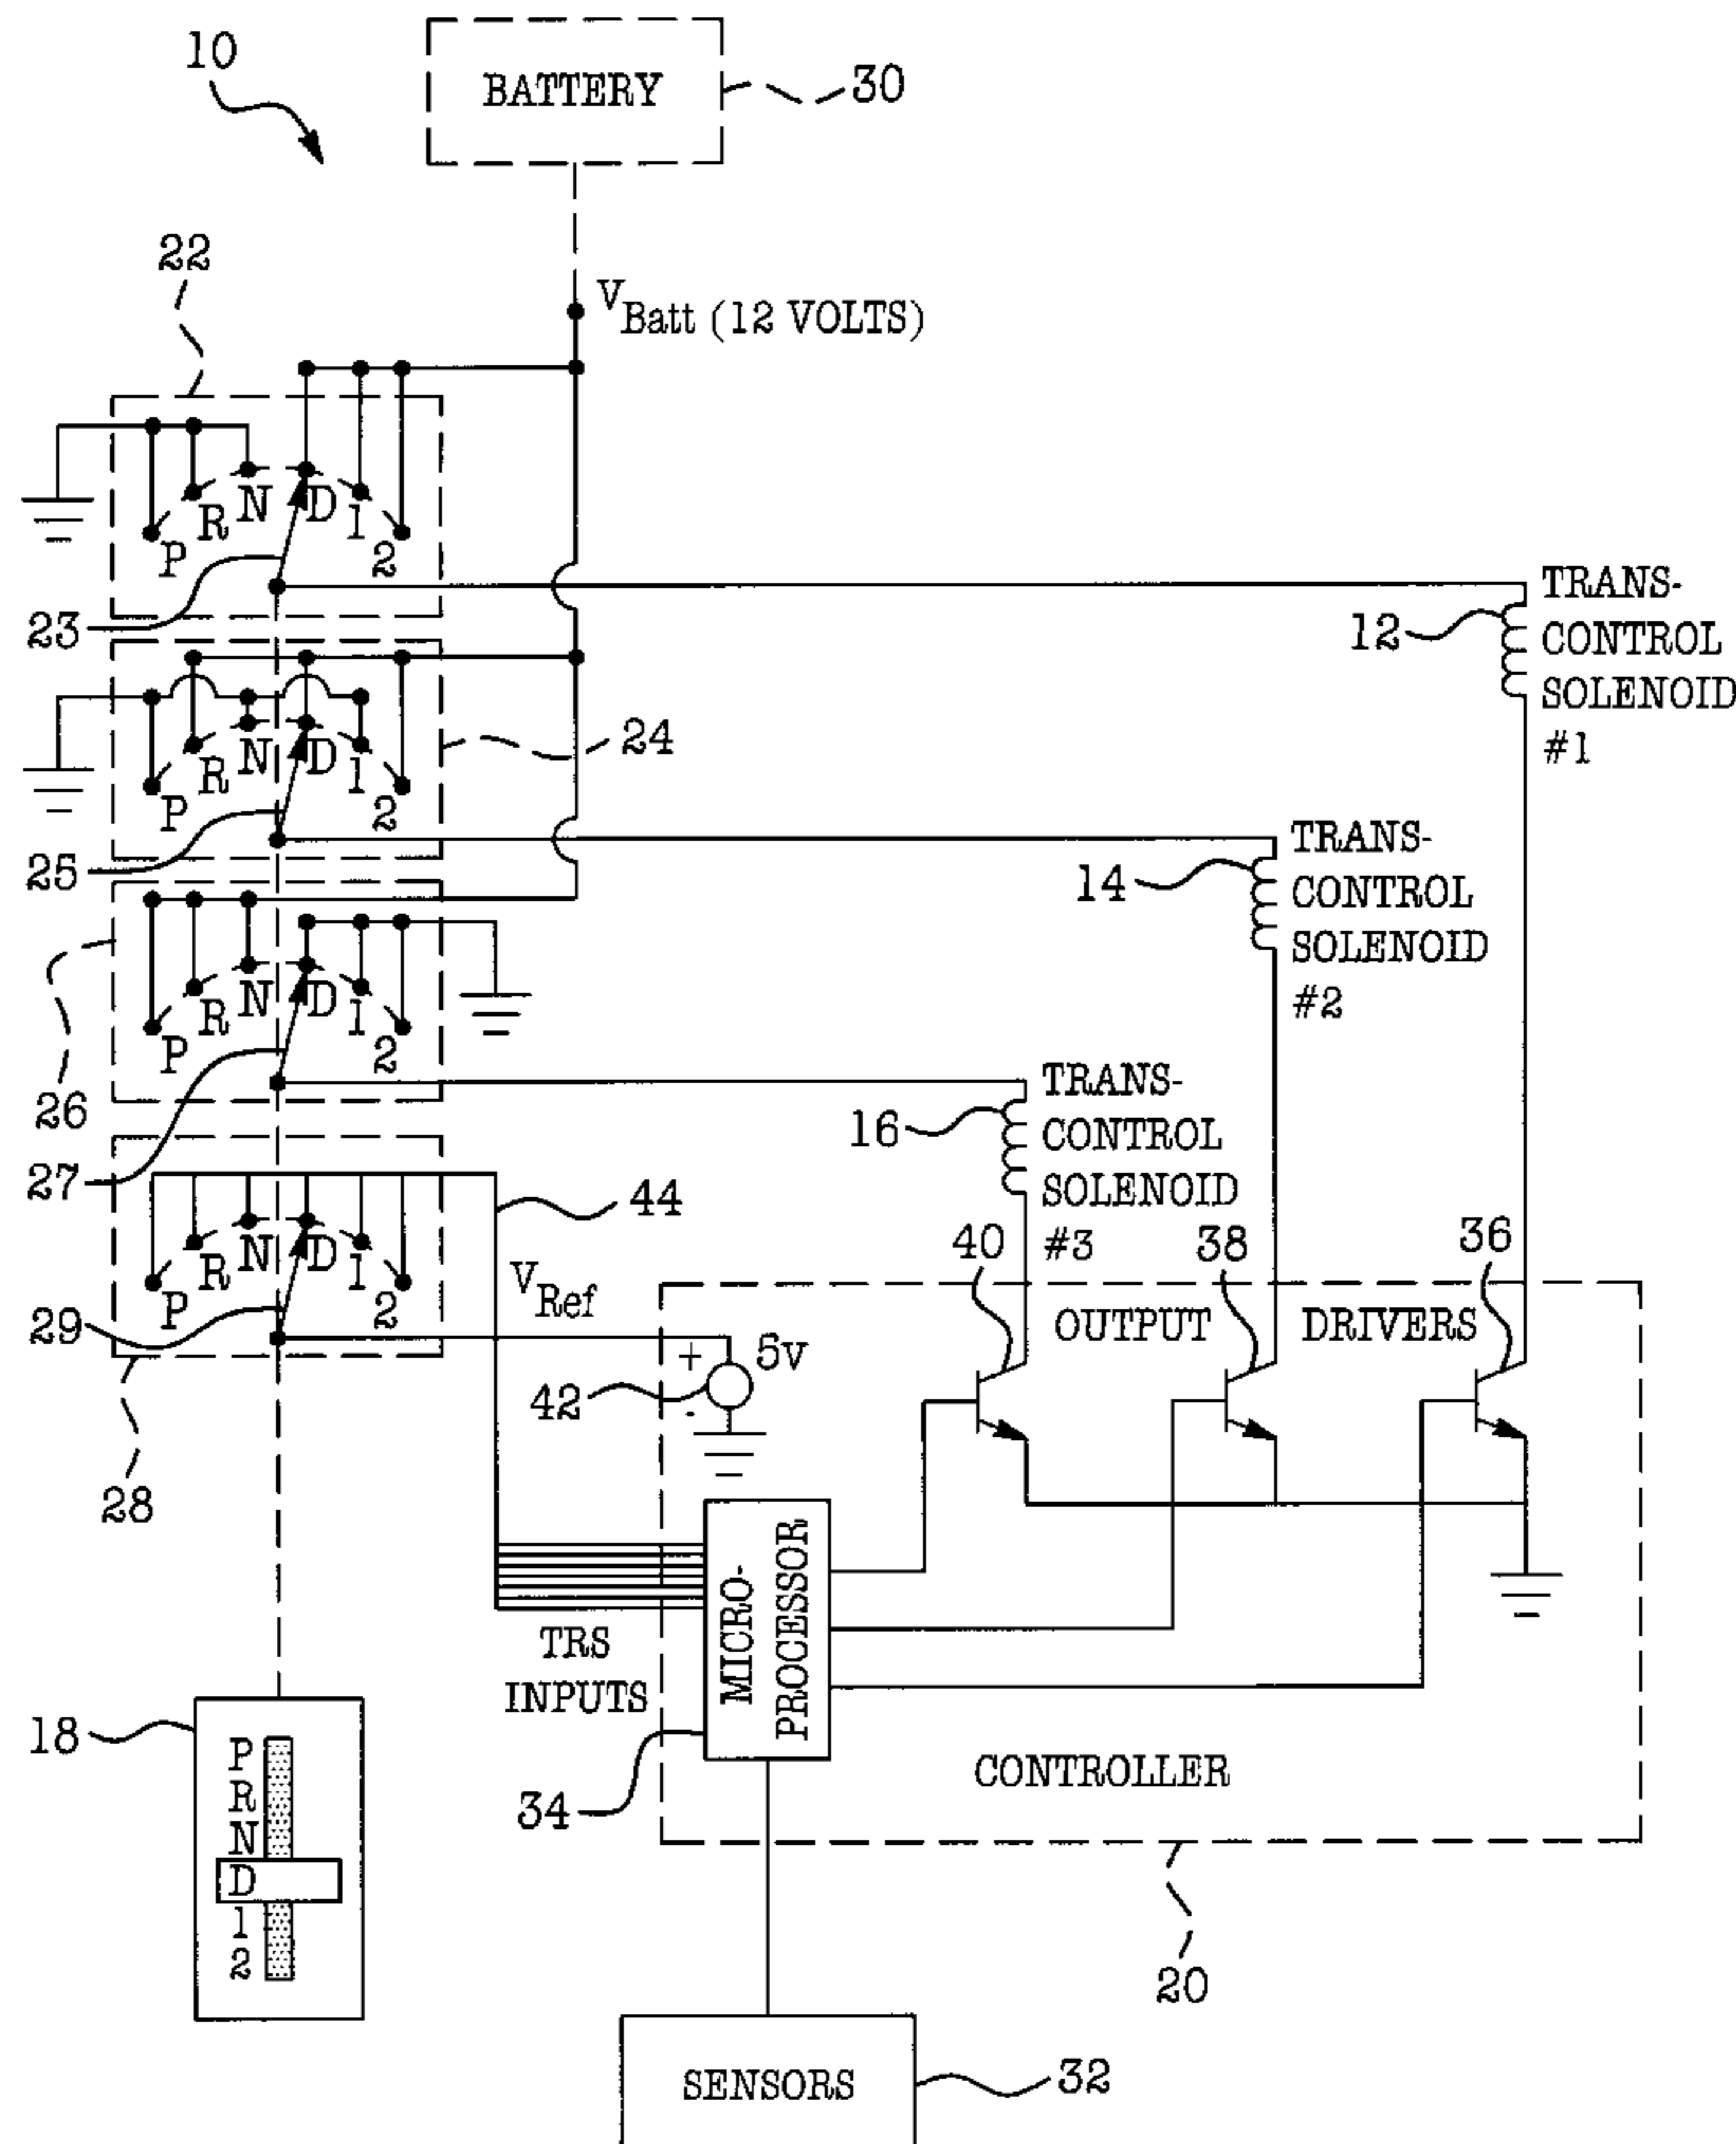 10
BATTERY
30
22
VBatt (12 VOLTS)
P R N D 1 2
23
12
TRANS-
CONTROL
SOLENOID
#1
P R N D 1 2
24
25
14
TRANS-
CONTROL
SOLENOID
#2
P R N D 1 2
26
27
16
TRANS-
CONTROL
SOLENOID
#3
44
P R N D 1 2
29
28
VRef
40
38
36
OUTPUT DRIVERS
+
5v
42
-
MICRO-
PROCESSOR
TRS
INPUTS
34
CONTROLLER
20
18
P
R
N
D
1
2
SENSORS
32